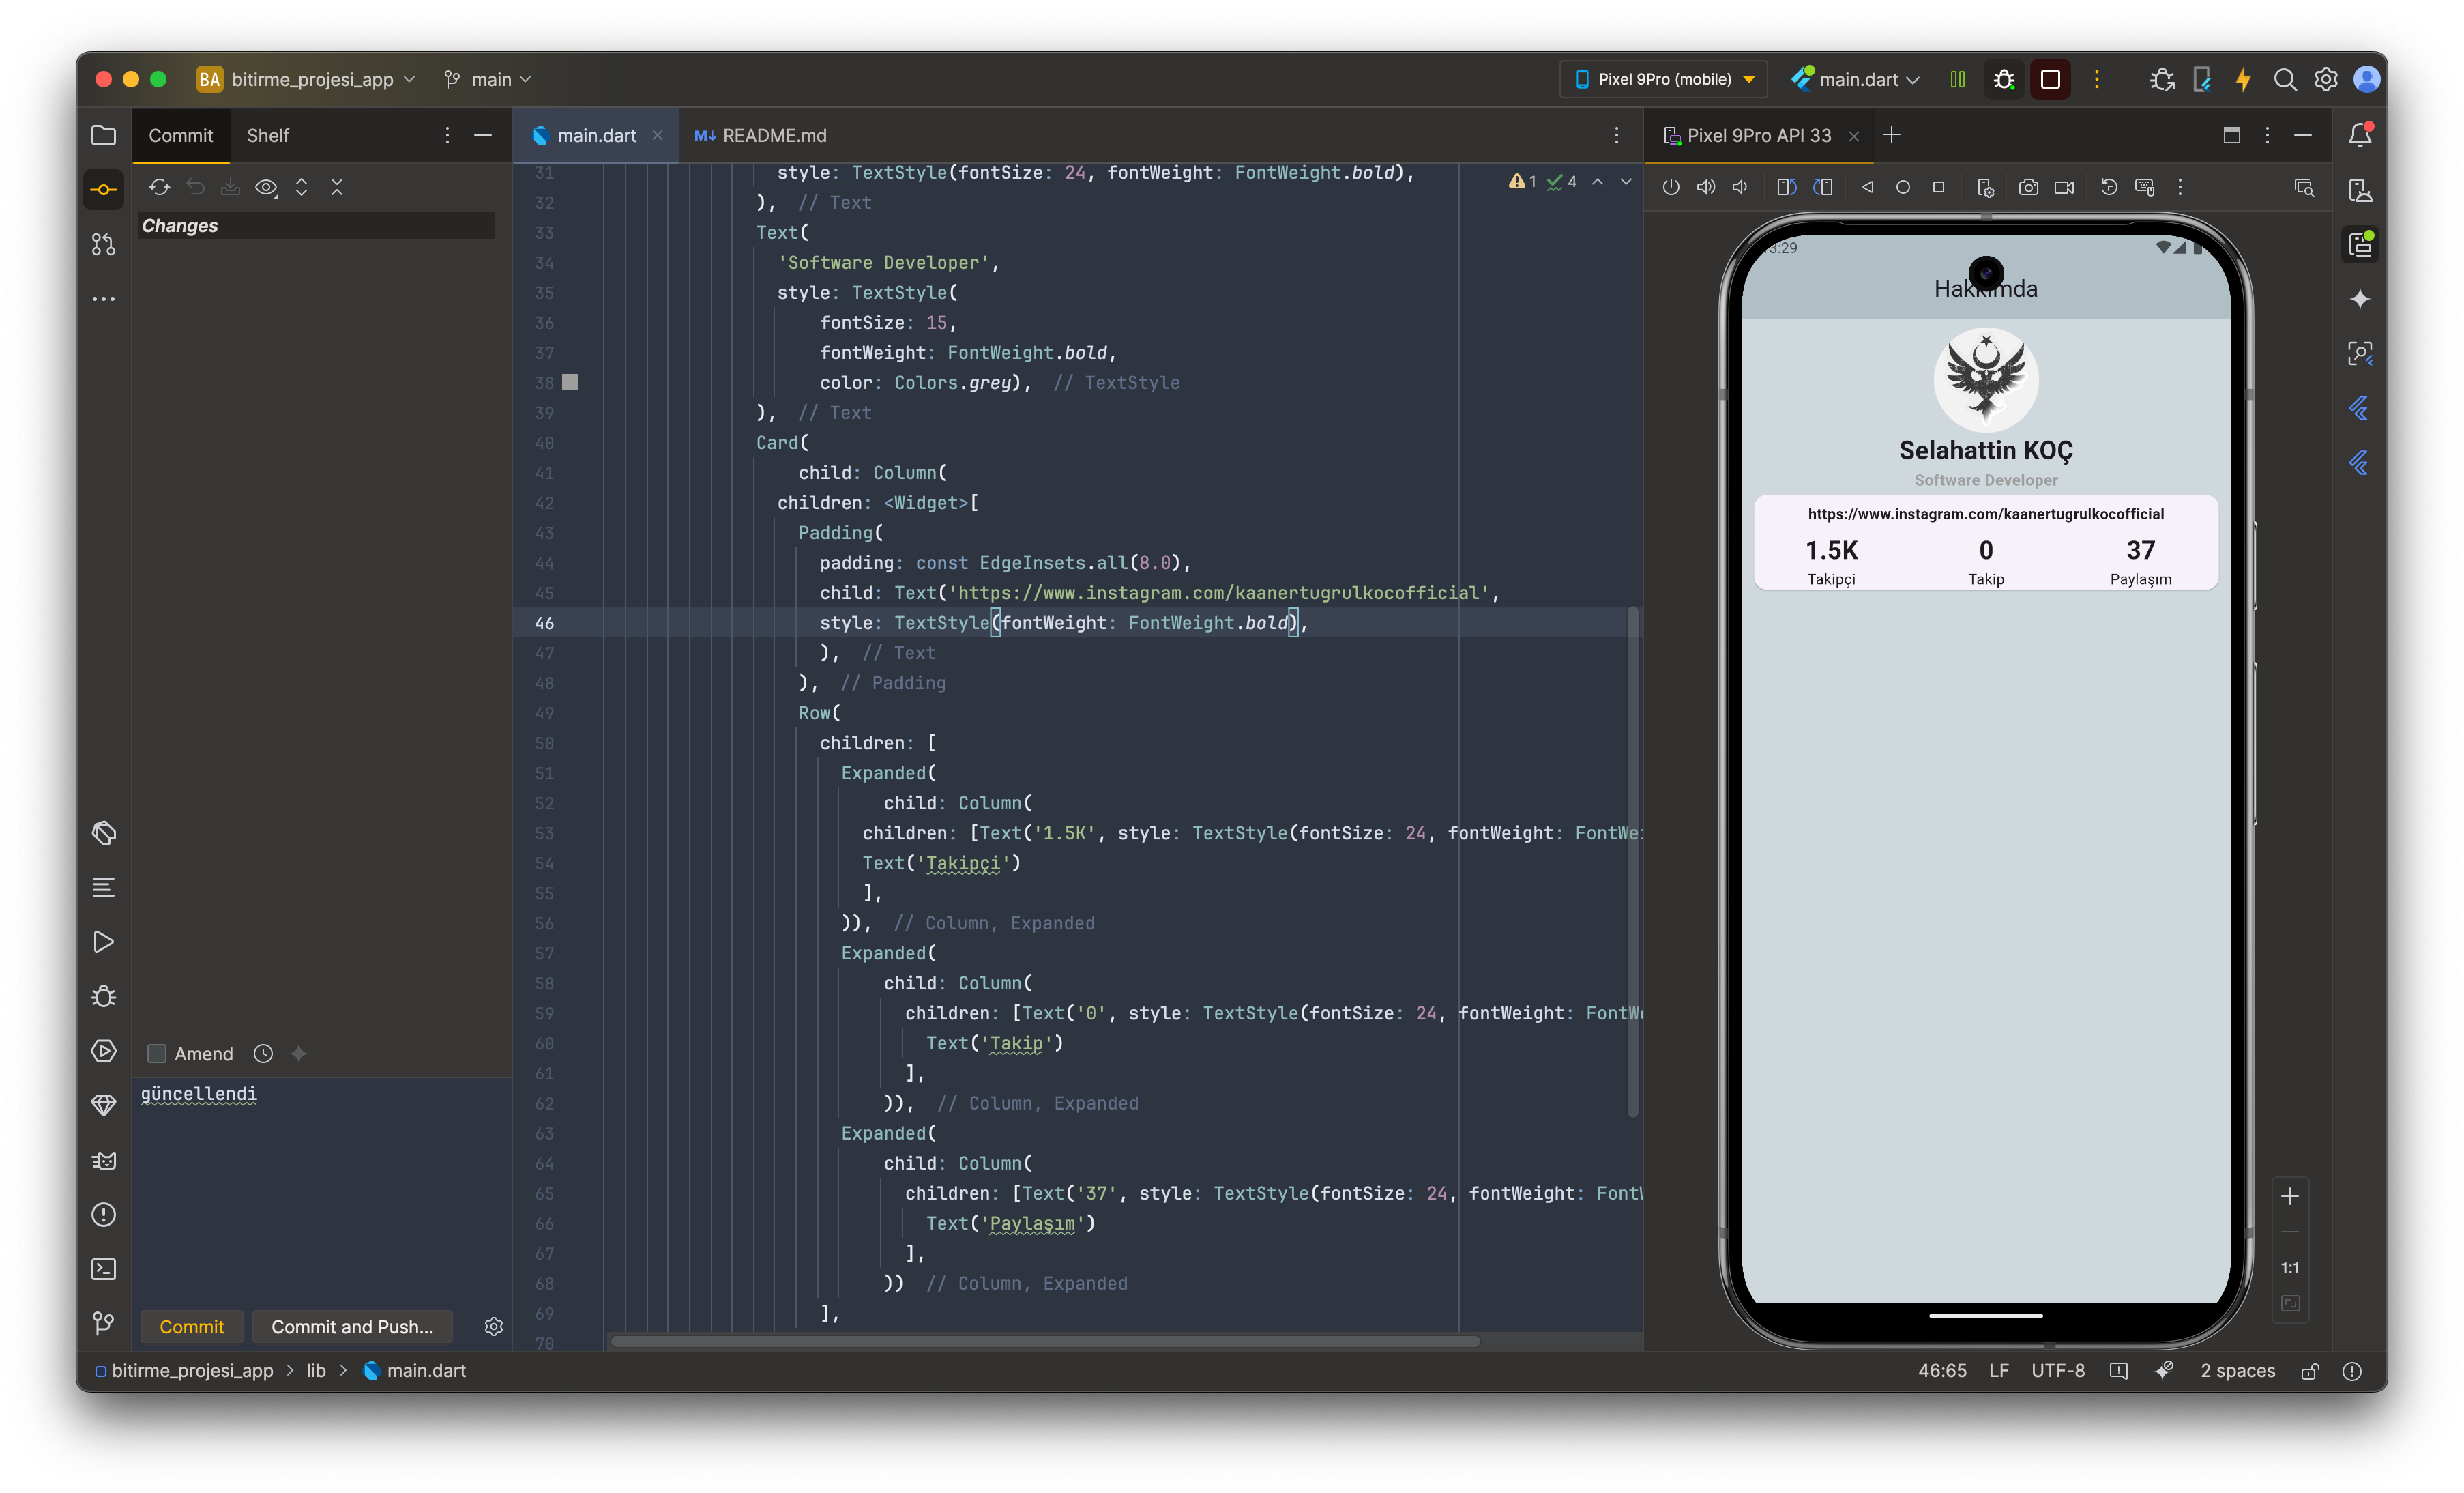 BA bitirme_projesi_app main Pixel 9Pro (mobile) main.dart
Commit Shelf
Changes
Amend
güncellendi
Commit Commit and Push...
main.dart M↓ README.md
1 4
31 style: TextStyle(fontSize: 24, fontWeight: FontWeight.bold),
32 ), // Text
33 Text(
34 'Software Developer',
35 style: TextStyle(
36 fontSize: 15,
37 fontWeight: FontWeight.bold,
38 color: Colors.grey), // TextStyle
39 ), // Text
40 Card(
41 child: Column(
42 children: <Widget>[
43 Padding(
44 padding: const EdgeInsets.all(8.0),
45 child: Text('https://www.instagram.com/kaanertugrulkocofficial',
46 style: TextStyle(fontWeight: FontWeight.bold),
47 ), // Text
48 ), // Padding
49 Row(
50 children: [
51 Expanded(
52 child: Column(
53 children: [Text('1.5K', style: TextStyle(fontSize: 24, fontWeight: FontWei
54 Text('Takipçi')
55 ],
56 )), // Column, Expanded
57 Expanded(
58 child: Column(
59 children: [Text('0', style: TextStyle(fontSize: 24, fontWeight: FontW
60 Text('Takip')
61 ],
62 )), // Column, Expanded
63 Expanded(
64 child: Column(
65 children: [Text('37', style: TextStyle(fontSize: 24, fontWeight: Font
66 Text('Paylaşım')
67 ],
68 )) // Column, Expanded
69 ],
70
Pixel 9Pro API 33
3:29
Hakkımda
Selahattin KOÇ
Software Developer
https://www.instagram.com/kaanertugrulkocofficial
1.5K 0 37
Takipçi Takip Paylaşım
1:1
bitirme_projesi_app > lib > main.dart
46:65 LF UTF-8 2 spaces